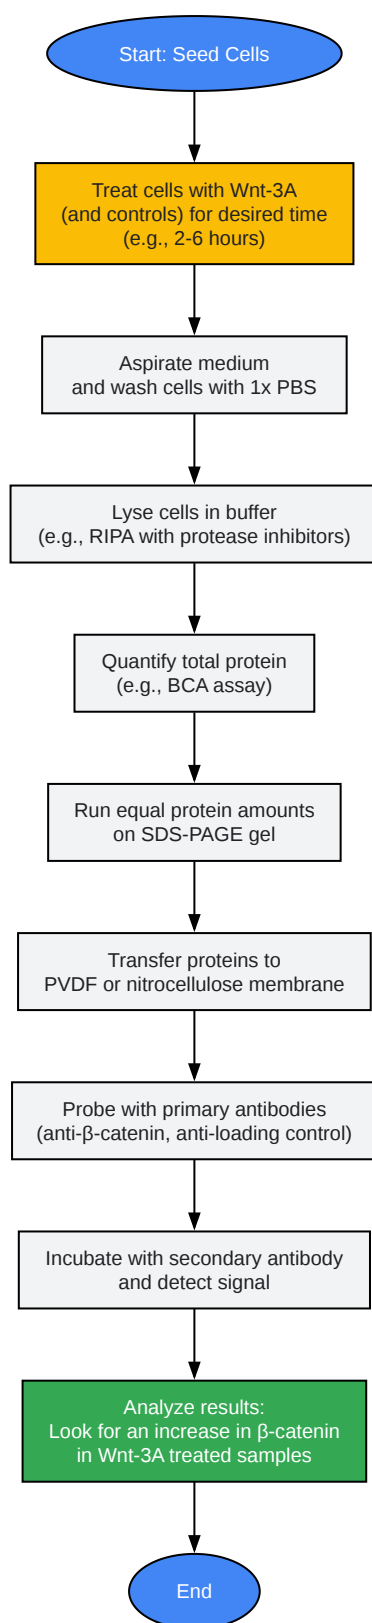 Start: Seed Cells
Treat cells with Wnt-3A
(and controls) for desired time
(e.g., 2-6 hours)
Aspirate medium
and wash cells with 1x PBS
Lyse cells in buffer
(e.g., RIPA with protease inhibitors)
Quantify total protein
(e.g., BCA assay)
Run equal protein amounts
on SDS-PAGE gel
Transfer proteins to
PVDF or nitrocellulose membrane
Probe with primary antibodies
(anti-β-catenin, anti-loading control)
Incubate with secondary antibody
and detect signal
Analyze results:
Look for an increase in β-catenin
in Wnt-3A treated samples
End